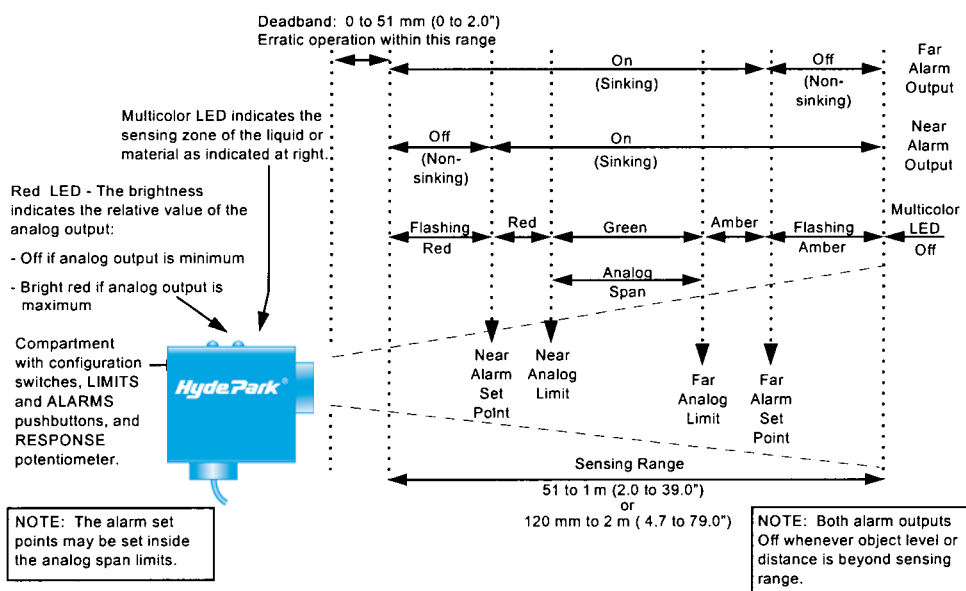 Deadband: 0 to 51 mm (0 to 2.0")
Erratic operation within this range
On
(Sinking)
Off
(Non-
sinking)
Far
Alarm
Output
Multicolor LED indicates the
sensing zone of the liquid or
material as indicated at right.
Off
(Non-
sinking)
On
(Sinking)
Near
Alarm
Output
Red LED - The brightness
indicates the relative value of the
analog output:
- Off if analog output is minimum
- Bright red if analog output is
maximum
Flashing
Red
Red
Green
Amber
Flashing
Amber
Multicolor
LED
Off
Analog
Span
Compartment
with configuration
switches, LIMITS
and ALARMS
pushbuttons, and
RESPONSE
potentiometer.
HydePark®
Near
Alarm
Set
Point
Near
Analog
Limit
Far
Analog
Limit
Far
Alarm
Set
Point
Sensing Range
51 to 1 m (2.0 to 39.0")
or
120 mm to 2 m ( 4.7 to 79.0")
NOTE: The alarm set
points may be set inside
the analog span limits.
NOTE: Both alarm outputs
Off whenever object level or
distance is beyond sensing
range.